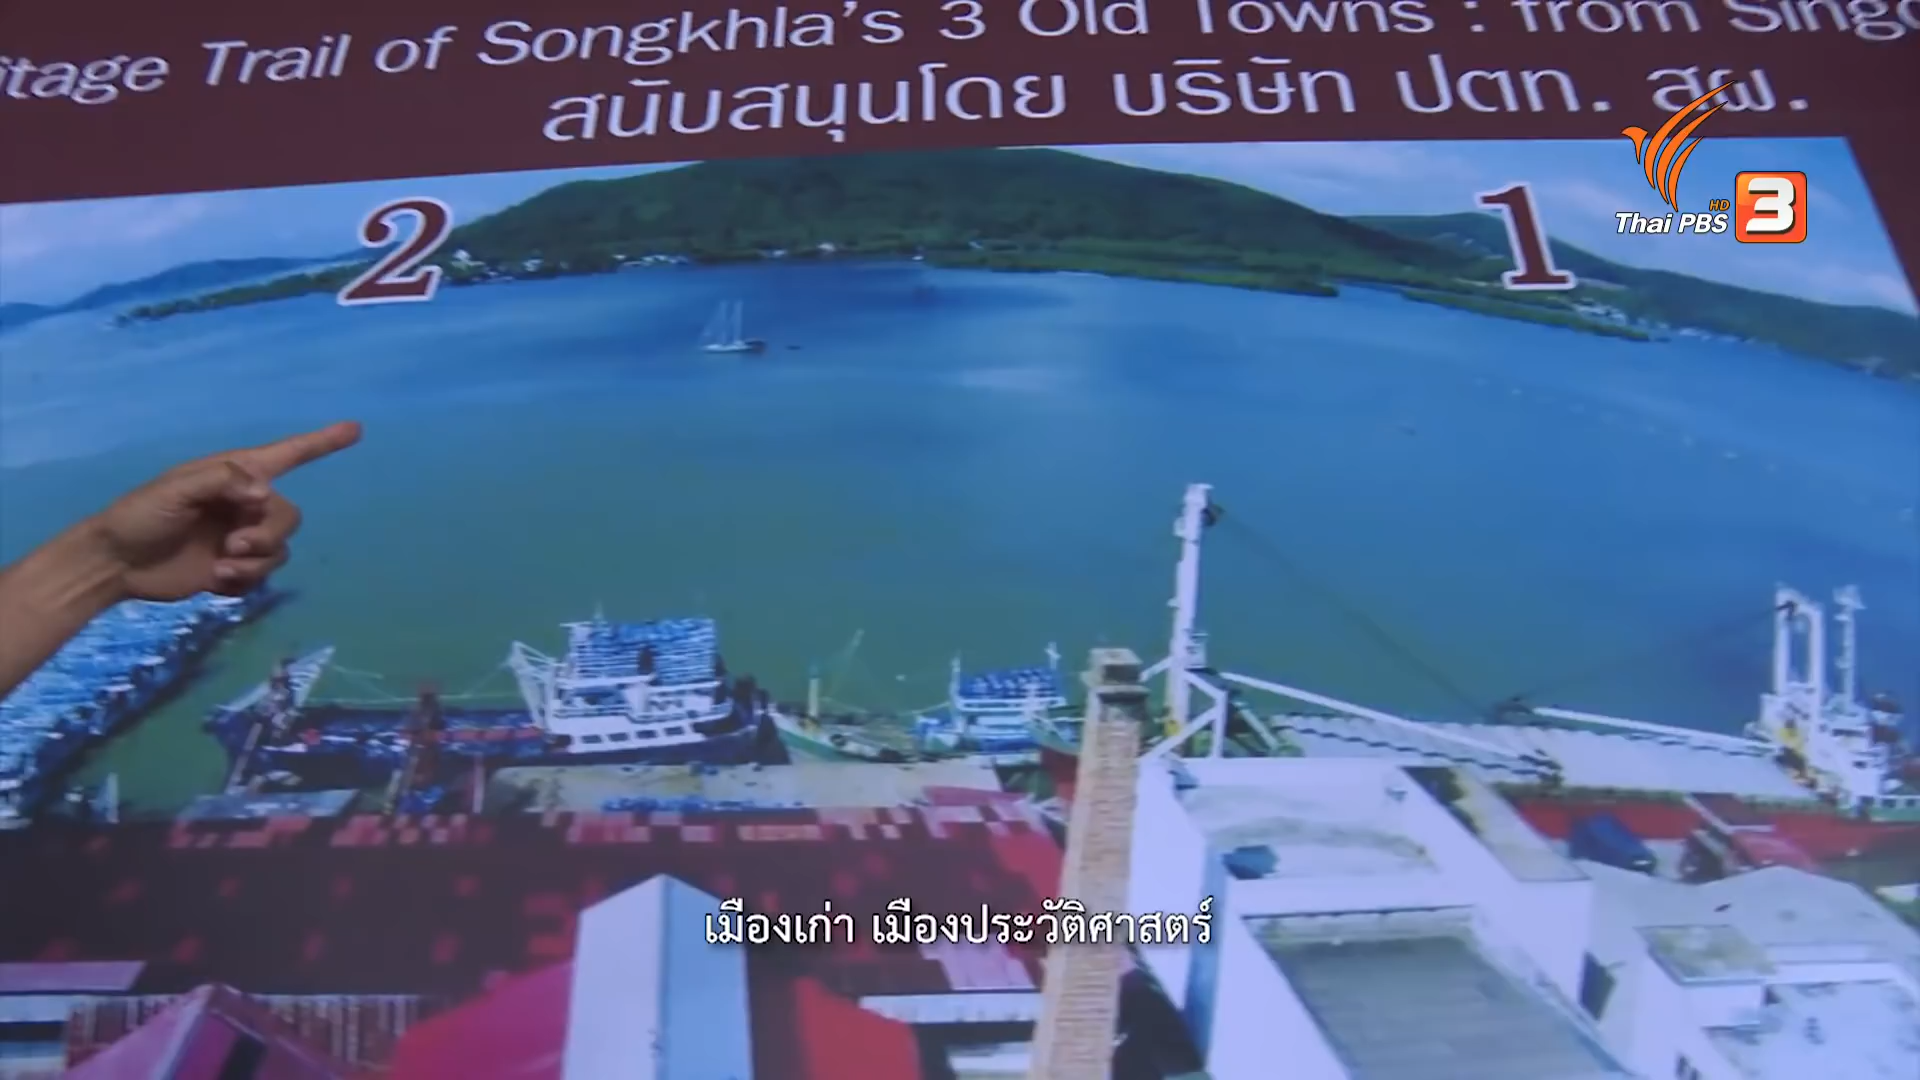 itage Trail of Songkhla's 3 Old Towns : from Singo
สนับสนุนโดย บริษัท ปตท. สผ.
2
1
Thai PBS HD 3
เมืองเก่า เมืองประวัติศาสตร์